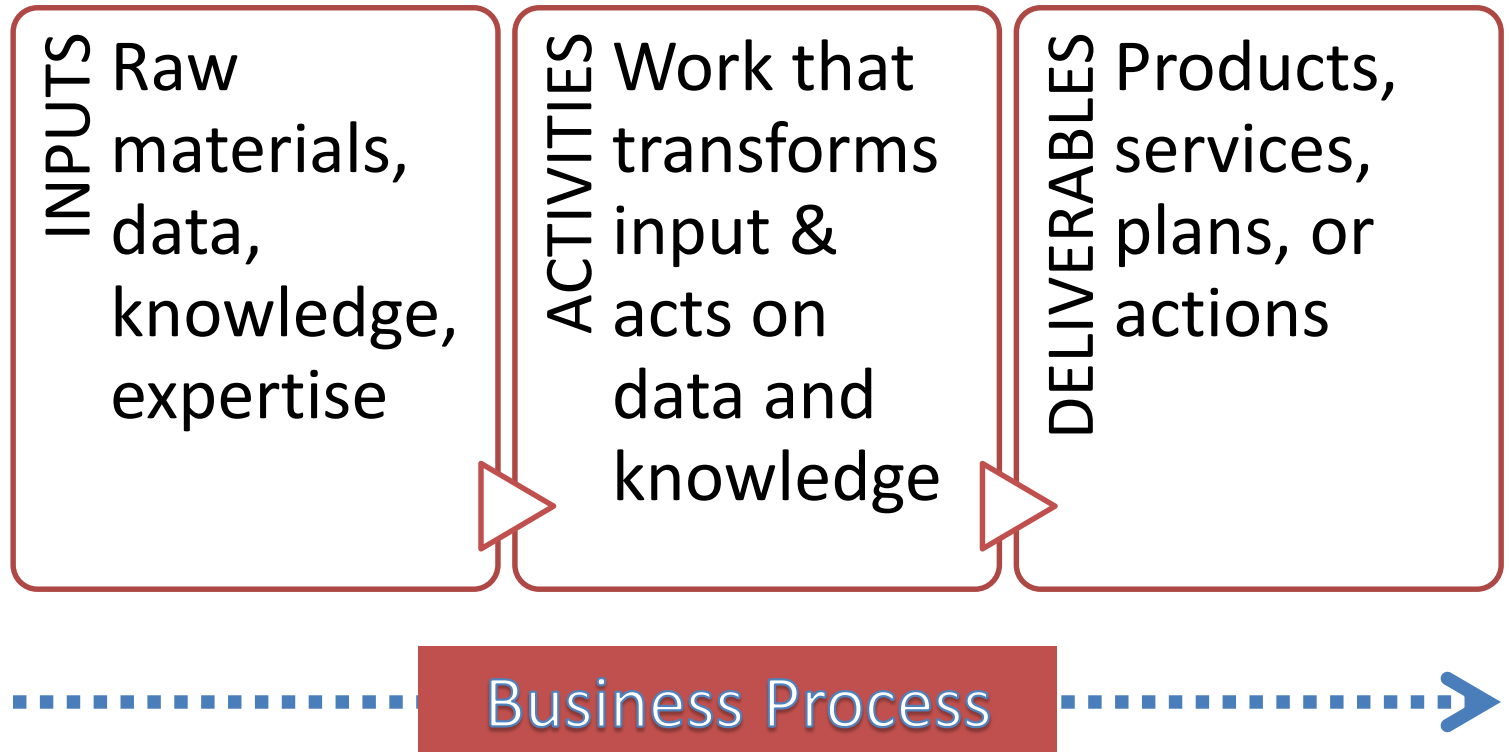 INPUTS
Raw
materials,
data,
knowledge,
expertise
ACTIVITIES
Work that
transforms
input &
acts on
data and
knowledge
DELIVERABLES
Products,
services,
plans, or
actions
Business Process